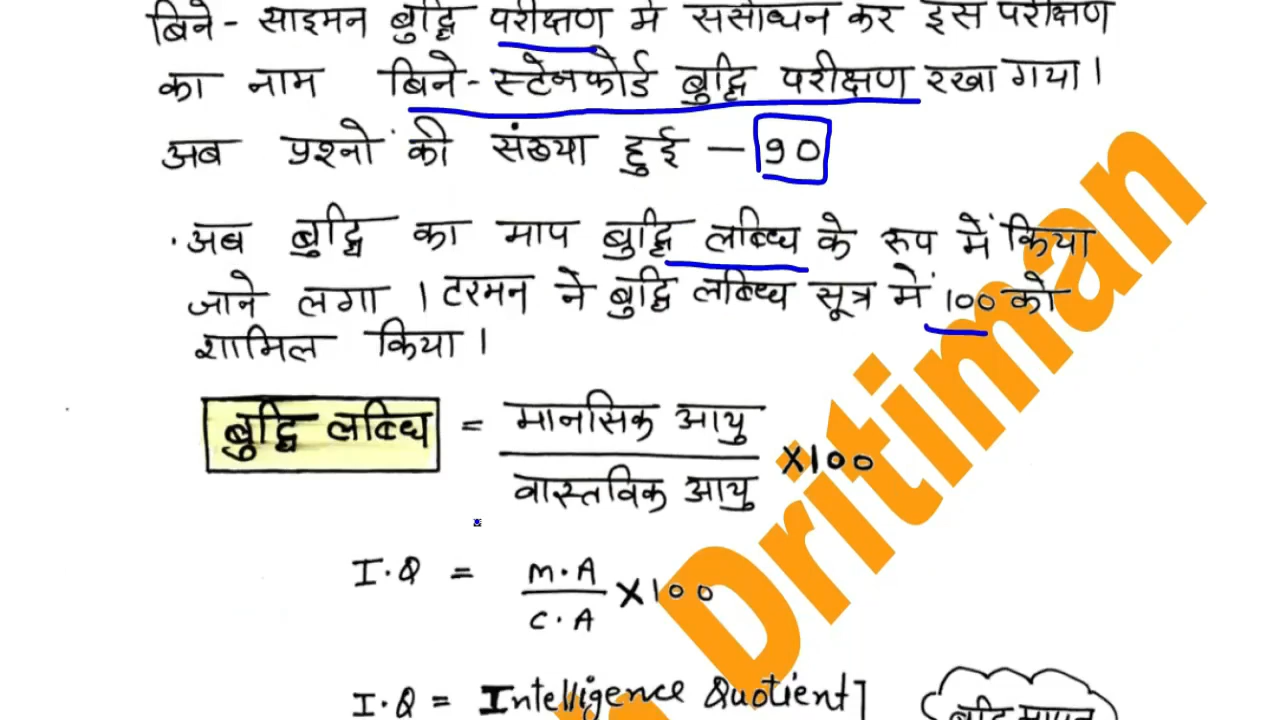 बिने - साइमन बुद्धि परीक्षण में संसोधन कर इस परीक्षण
का नाम बिने - स्टेनफोर्ड बुद्धि परीक्षण रखा गया।
अब प्रश्नों की संख्या हुई — 90
· अब बुद्धि का माप बुद्धि लब्धि के रूप में किया
जाने लगा । टरमन ने बुद्धि लब्धि सूत्र में 100 को
शामिल किया।
बुद्धि लब्धि = मानसिक आयु
वास्तविक आयु ×100
I.Q = M.A
C.A ×100
I.Q = Intelligence Quotient]
बुद्धि मापन
Dritiman